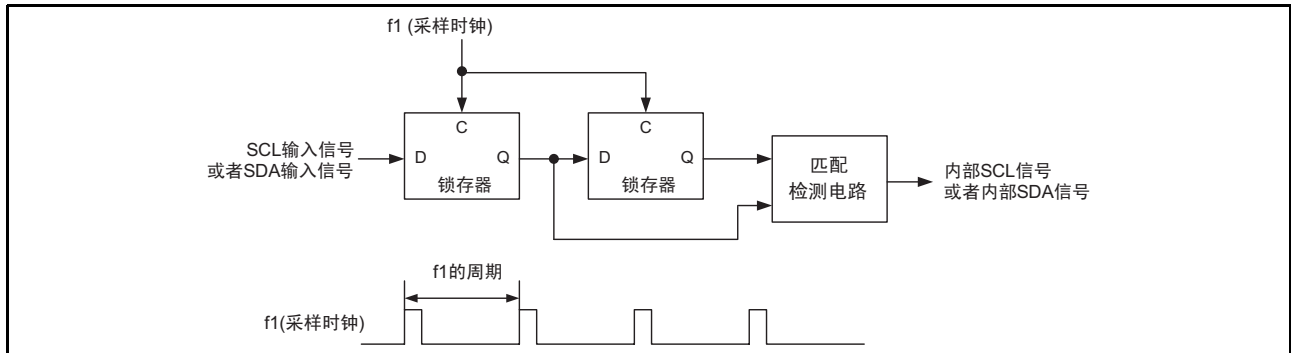 f1 (采样时钟)
C
C
SCL输入信号
或者SDA输入信号
D
Q
D
Q
锁存器
锁存器
匹配
检测电路
内部SCL信号
或者内部SDA信号
f1的周期
f1(采样时钟)